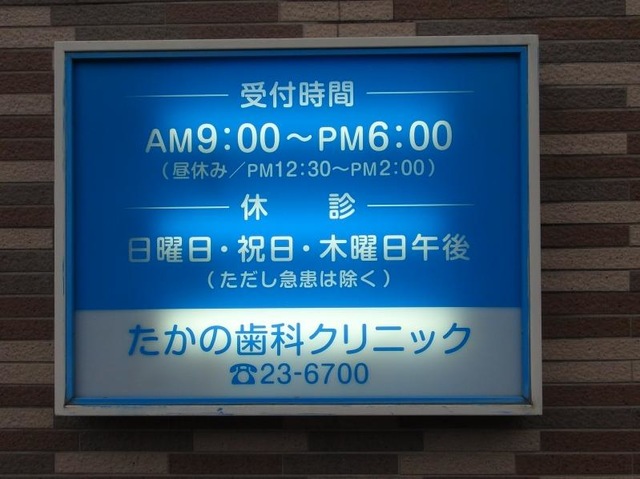 受付時間
AM9:00～PM6:00
(昼休み／PM12:30～PM2:00)
休 診
日曜日・祝日・木曜日午後
(ただし急患は除く)
たかの歯科クリニック
☎23-6700